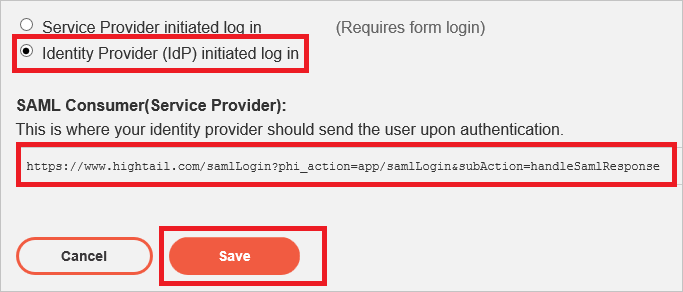 Service Provider initiated log in (Requires form login)
Identity Provider (IdP) initiated log in
SAML Consumer(Service Provider):
This is where your identity provider should send the user upon authentication.
https://www.hightail.com/samlLogin?phi_action=app/samlLogin&subAction=handleSamlResponse
Cancel Save